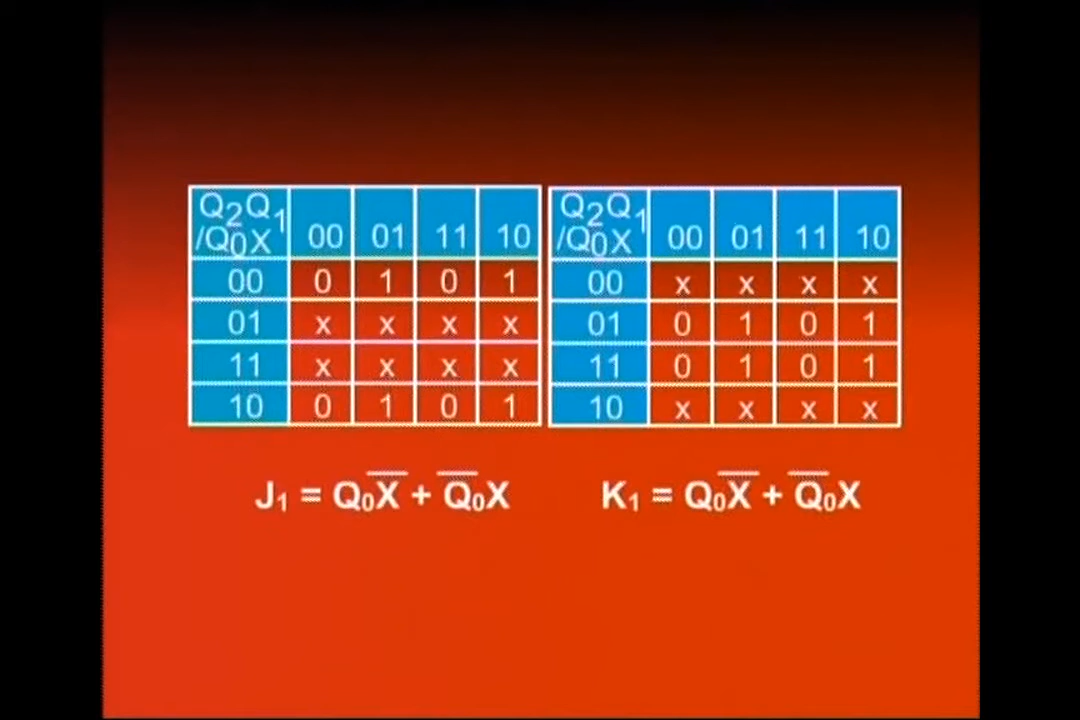 Q2Q1 /Q0X 00 01 11 10
00 0 1 0 1
01 x x x x
11 x x x x
10 0 1 0 1
Q2Q1 /Q0X 00 01 11 10
00 x x x x
01 0 1 0 1
11 0 1 0 1
10 x x x x
J₁ = Q₀X̅ + Q̅₀X
K₁ = Q₀X̅ + Q̅₀X